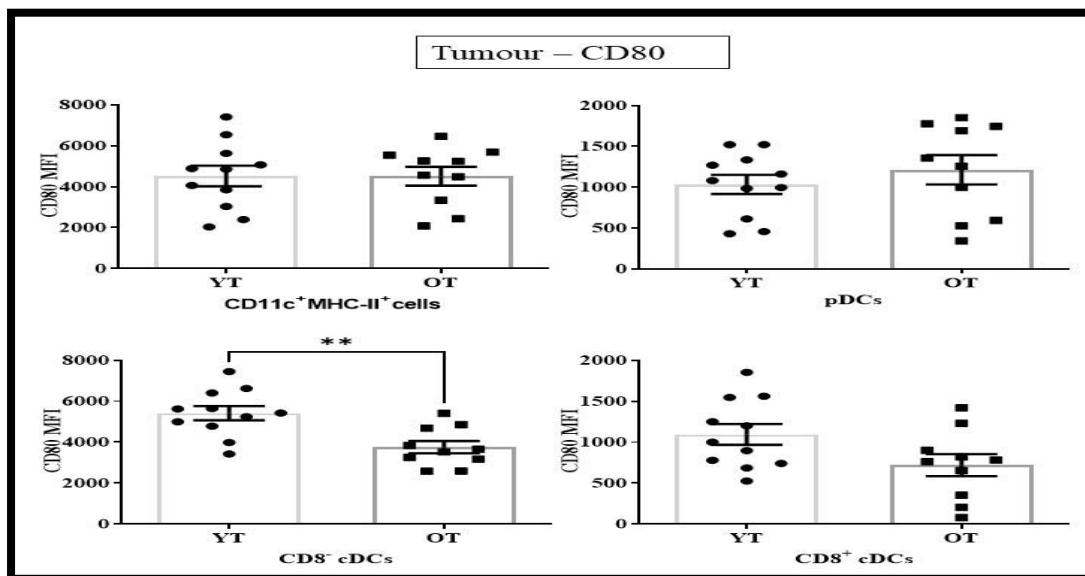 Tumour – CD80
8000
6000
4000
2000
0
CD80 MFI
YT
OT
CD11c⁺MHC-II⁺cells
2000
1500
1000
500
0
CD80 MFI
YT
OT
pDCs
8000
6000
4000
2000
0
CD80 MFI
**
YT
OT
CD8⁻ cDCs
2000
1500
1000
500
0
CD80 MFI
YT
OT
CD8⁺ cDCs